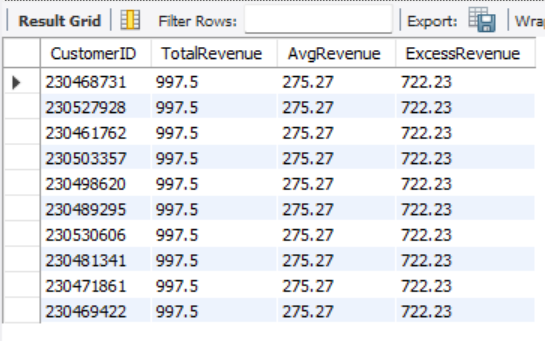 Result Grid Filter Rows: Export: Wrap
CustomerID TotalRevenue AvgRevenue ExcessRevenue
230468731 997.5 275.27 722.23
230527928 997.5 275.27 722.23
230461762 997.5 275.27 722.23
230503357 997.5 275.27 722.23
230498620 997.5 275.27 722.23
230489295 997.5 275.27 722.23
230530606 997.5 275.27 722.23
230481341 997.5 275.27 722.23
230471861 997.5 275.27 722.23
230469422 997.5 275.27 722.23